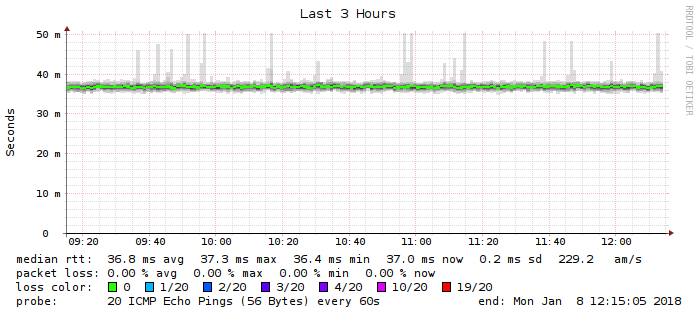 Last 3 Hours
RRDTOOL / TOBI OETIKER
Seconds
50 m
40 m
30 m
20 m
10 m
0
09:20 09:40 10:00 10:20 10:40 11:00 11:20 11:40 12:00
median rtt: 36.8 ms avg 37.3 ms max 36.4 ms min 37.0 ms now 0.2 ms sd 229.2 am/s
packet loss: 0.00 % avg 0.00 % max 0.00 % min 0.00 % now
loss color: 0 1/20 2/20 3/20 4/20 10/20 19/20
probe: 20 ICMP Echo Pings (56 Bytes) every 60s end: Mon Jan 8 12:15:05 2018